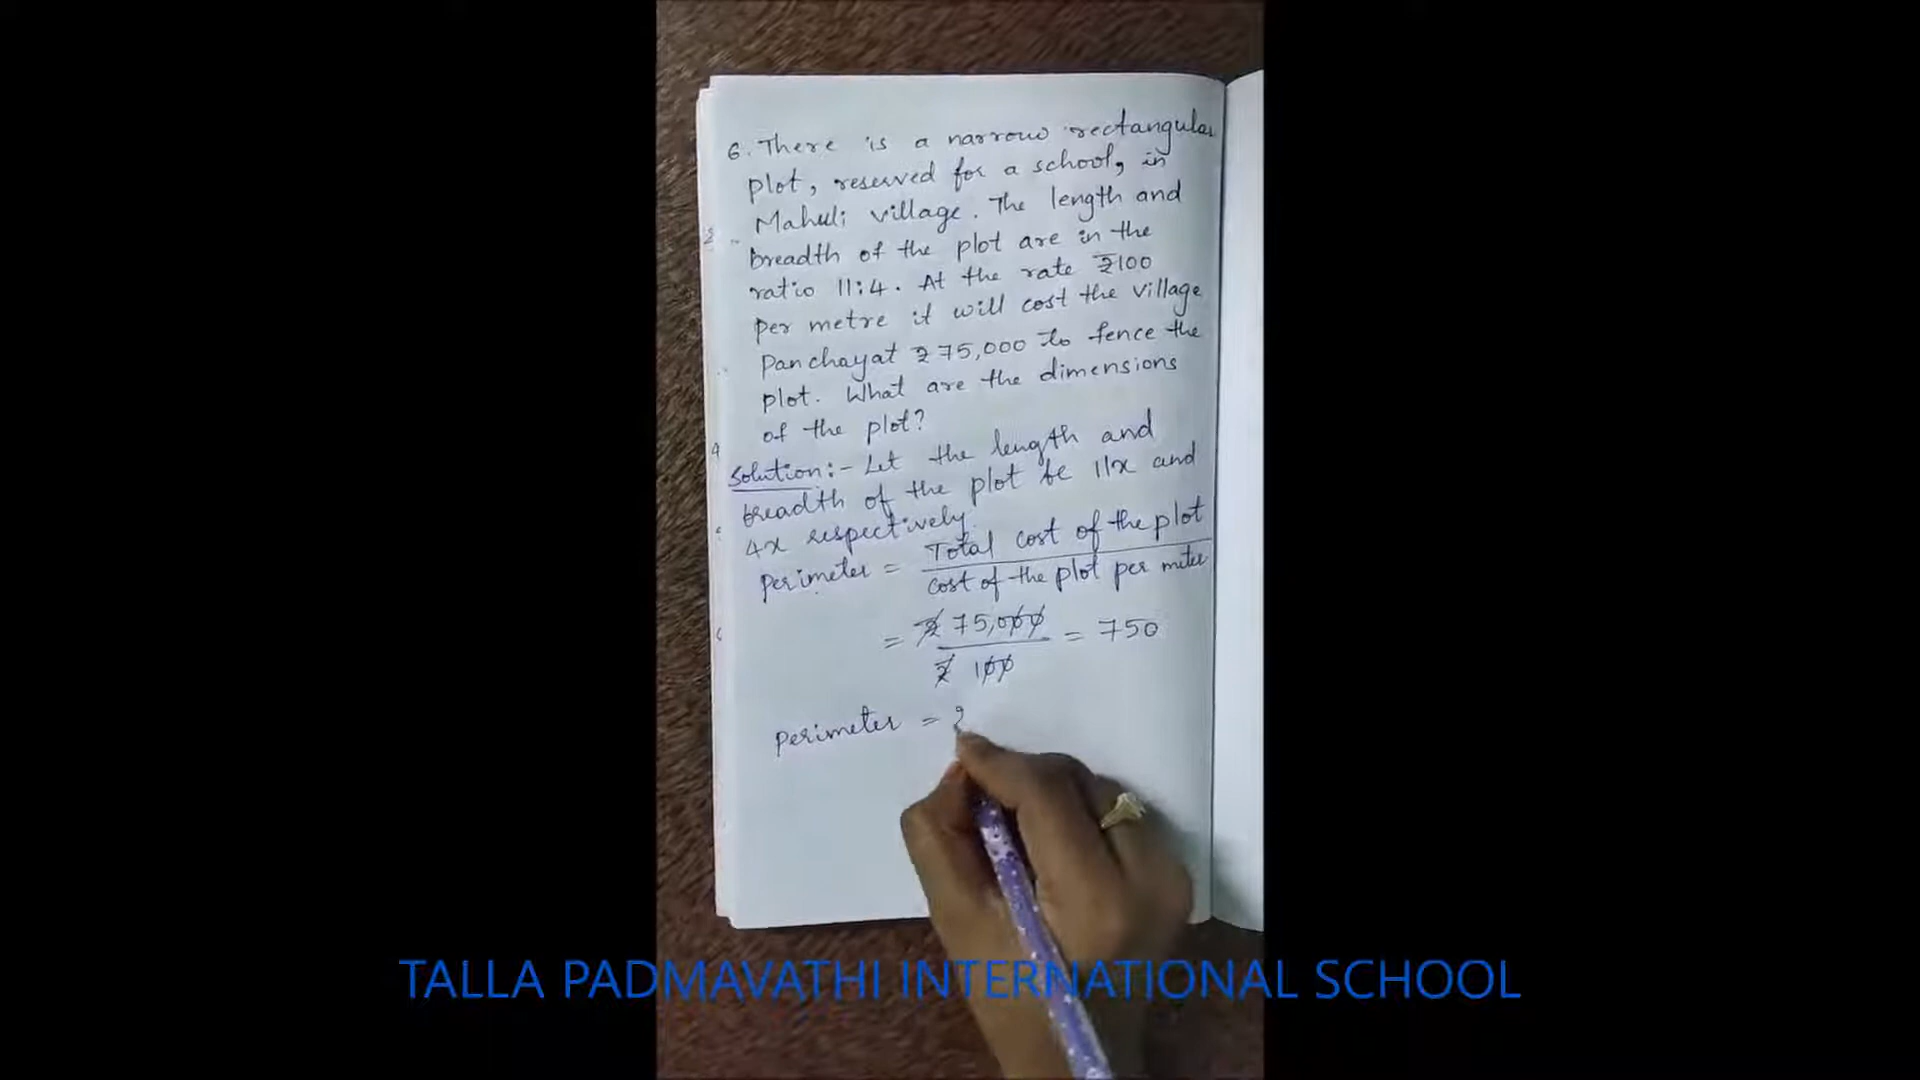 6. There is a narrow rectangular
plot, reserved for a school, in
Mahuli village. The length and
breadth of the plot are in the
ratio 11:4. At the rate ₹100
per metre it will cost the village
panchayat ₹75,000 to fence the
plot. What are the dimensions
of the plot?
Solution:- Let the length and
breadth of the plot be 11x and
4x respectively.
perimeter = Total cost of the plot
cost of the plot per meter
= ₹ 75,000 = 750
₹ 100
perimeter = 2
TALLA PADMAVATHI INTERNATIONAL SCHOOL